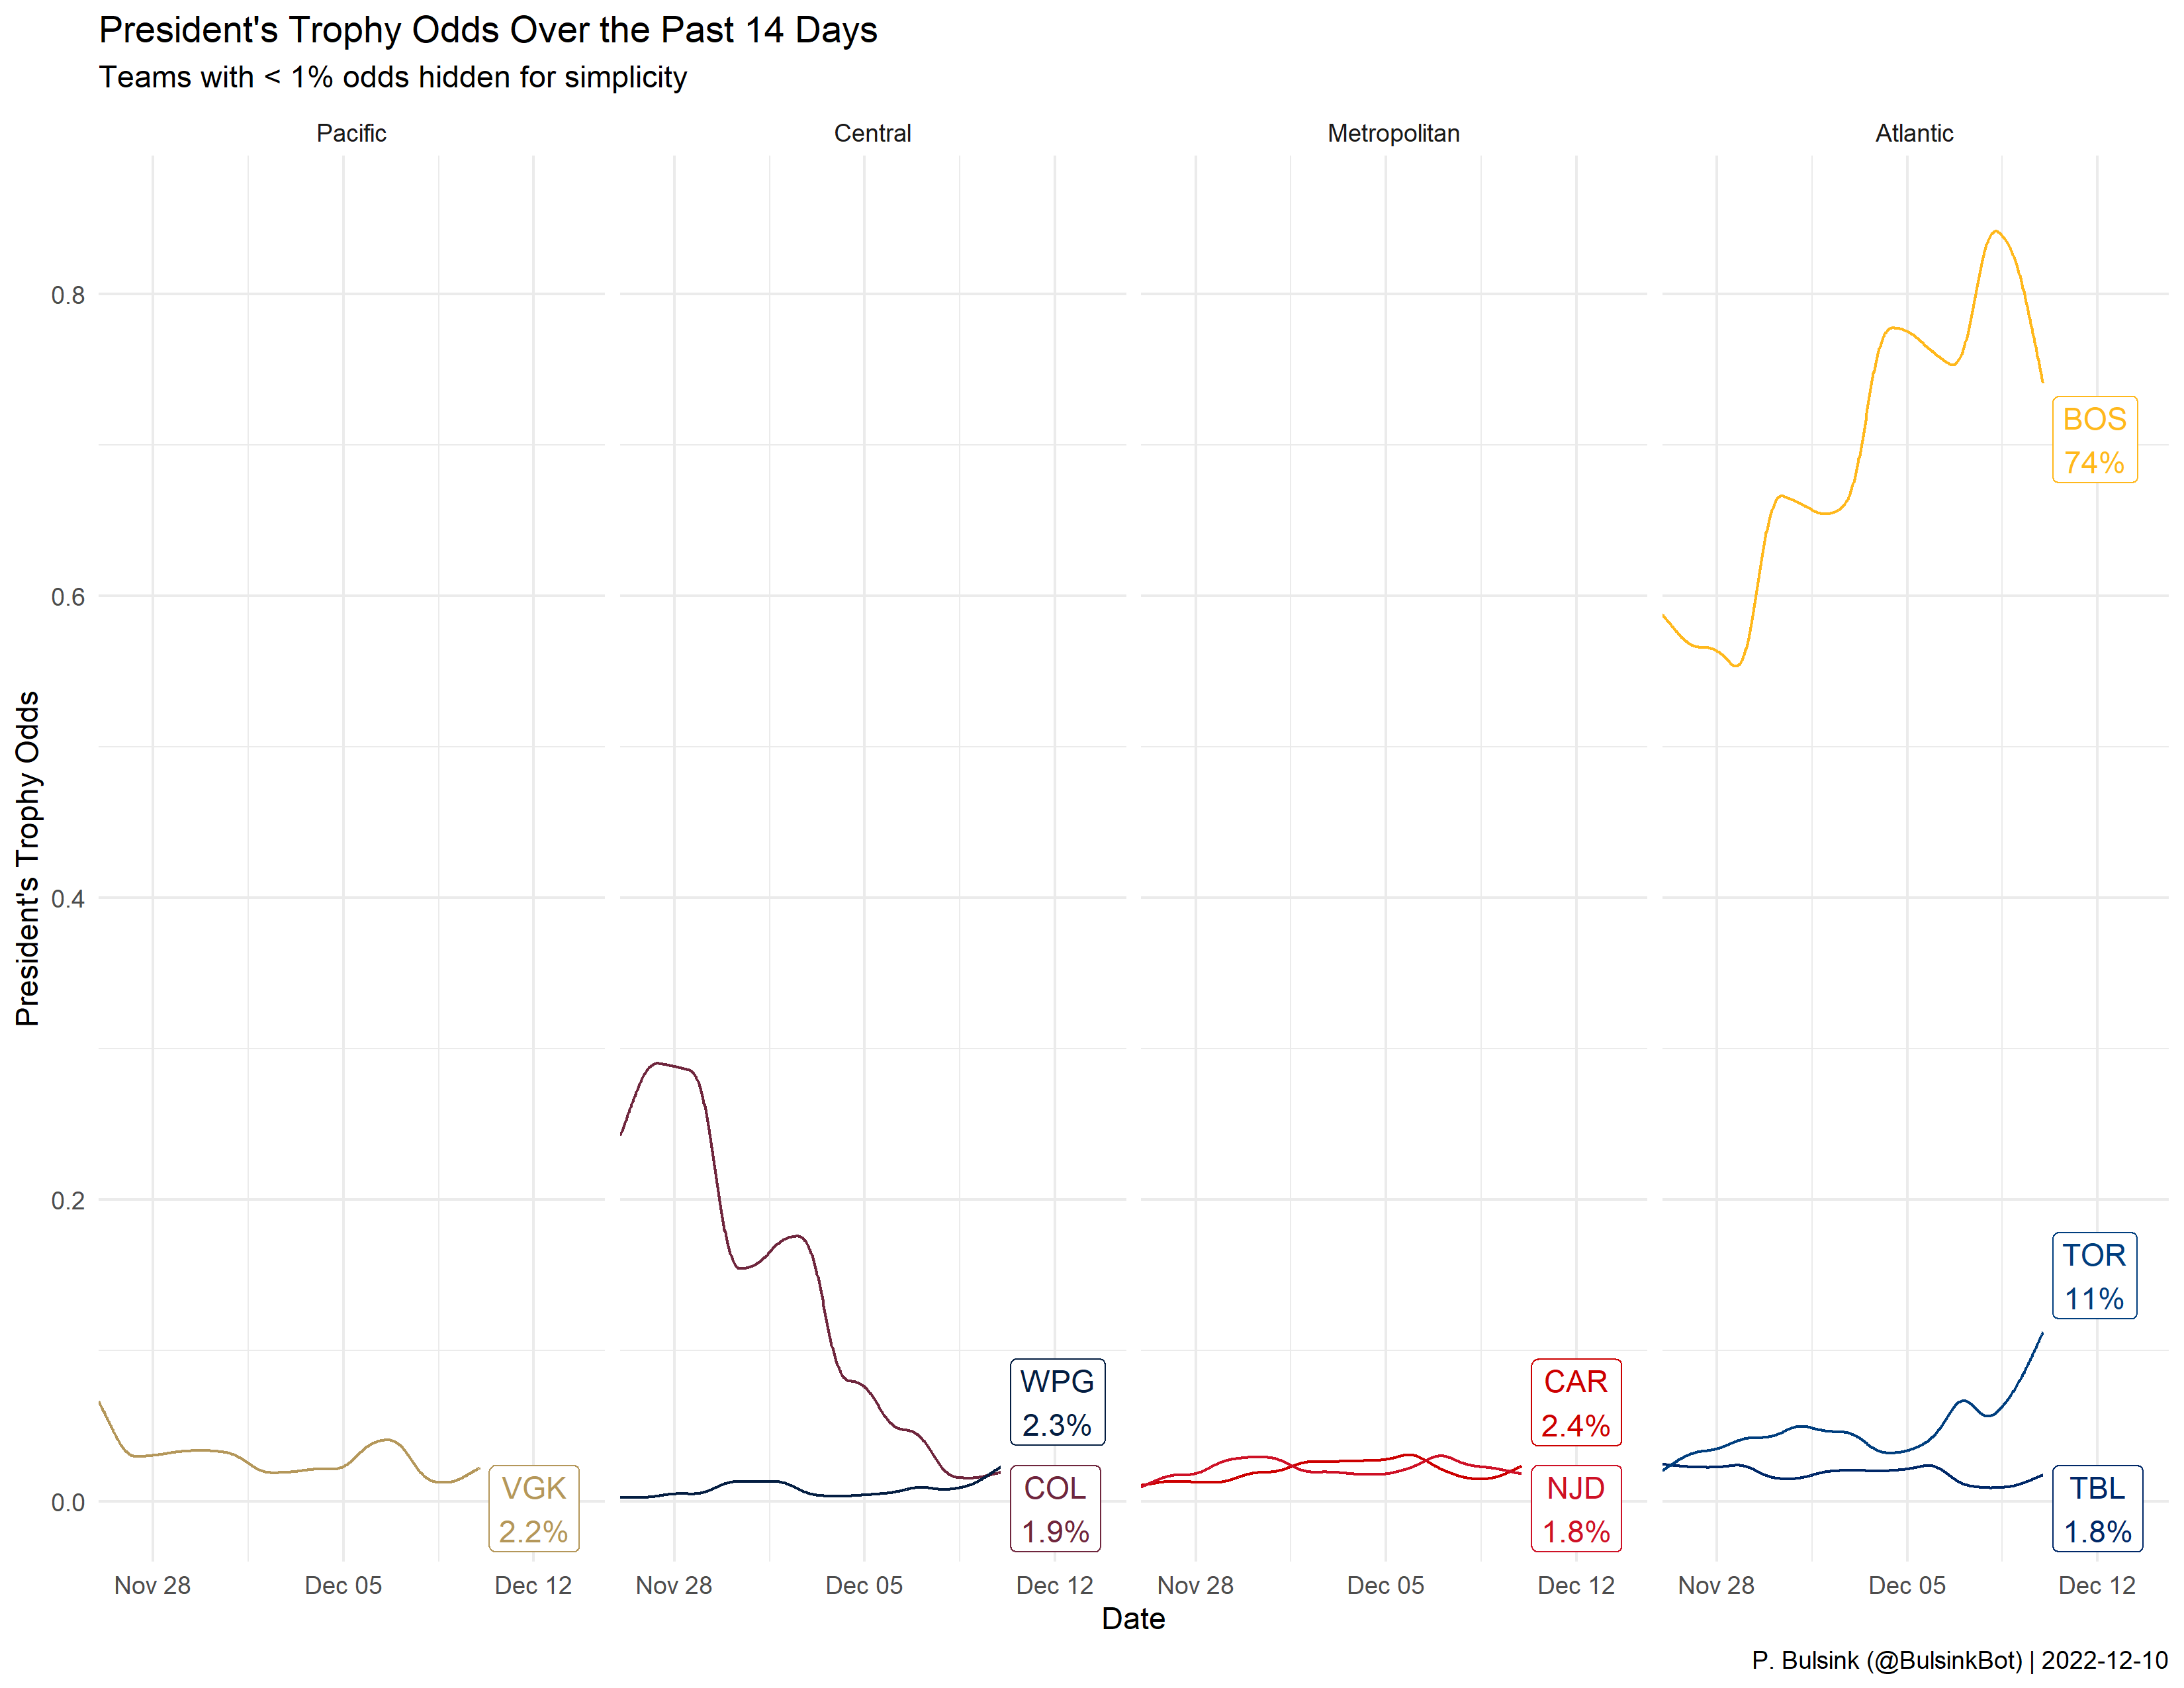 President's Trophy Odds Over the Past 14 Days
Teams with < 1% odds hidden for simplicity
Pacific
Central
Metropolitan
Atlantic
President's Trophy Odds
0.8
0.6
0.4
0.2
0.0
BOS
74%
TOR
11%
WPG
2.3%
CAR
2.4%
VGK
2.2%
COL
1.9%
NJD
1.8%
TBL
1.8%
Nov 28
Dec 05
Dec 12
Nov 28
Dec 05
Dec 12
Nov 28
Dec 05
Dec 12
Nov 28
Dec 05
Dec 12
Date
P. Bulsink (@BulsinkBot) | 2022-12-10